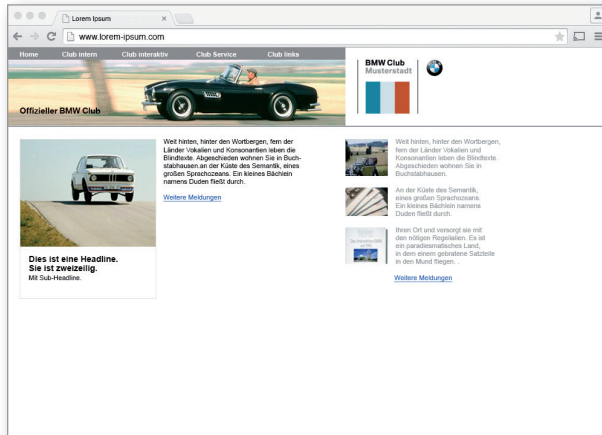 Lorem Ipsum
www.lorem-ipsum.com
Home Club intern Club interaktiv Club Service Club links
Offizieller BMW Club
BMW Club
Musterstadt
Weit hinten, hinter den Wortbergen, fern der
Länder Vokalien und Konsonantien leben die
Blindtexte. Abgeschieden wohnen Sie in Buch-
stabhausen.an der Küste des Semantik, eines
großen Sprachozeans. Ein kleines Bächlein
namens Duden fließt durch.
Weitere Meldungen
Dies ist eine Headline.
Sie ist zweizeilig.
Mit Sub-Headline.
Weit hinten, hinter den Wortbergen,
fern der Länder Vokalien und
Konsonantien leben die Blindtexte.
Abgeschieden wohnen Sie in
Buchstabhausen.
An der Küste des Semantik,
eines großen Sprachozeans.
Ein kleines Bächlein namens
Duden fließt durch.
Ihren Ort und versorgt sie mit
den nötigen Regelialien. Es ist
ein paradiesmatisches Land,
in dem einem gebratene Satzteile
in den Mund fliegen. .
Weitere Meldungen